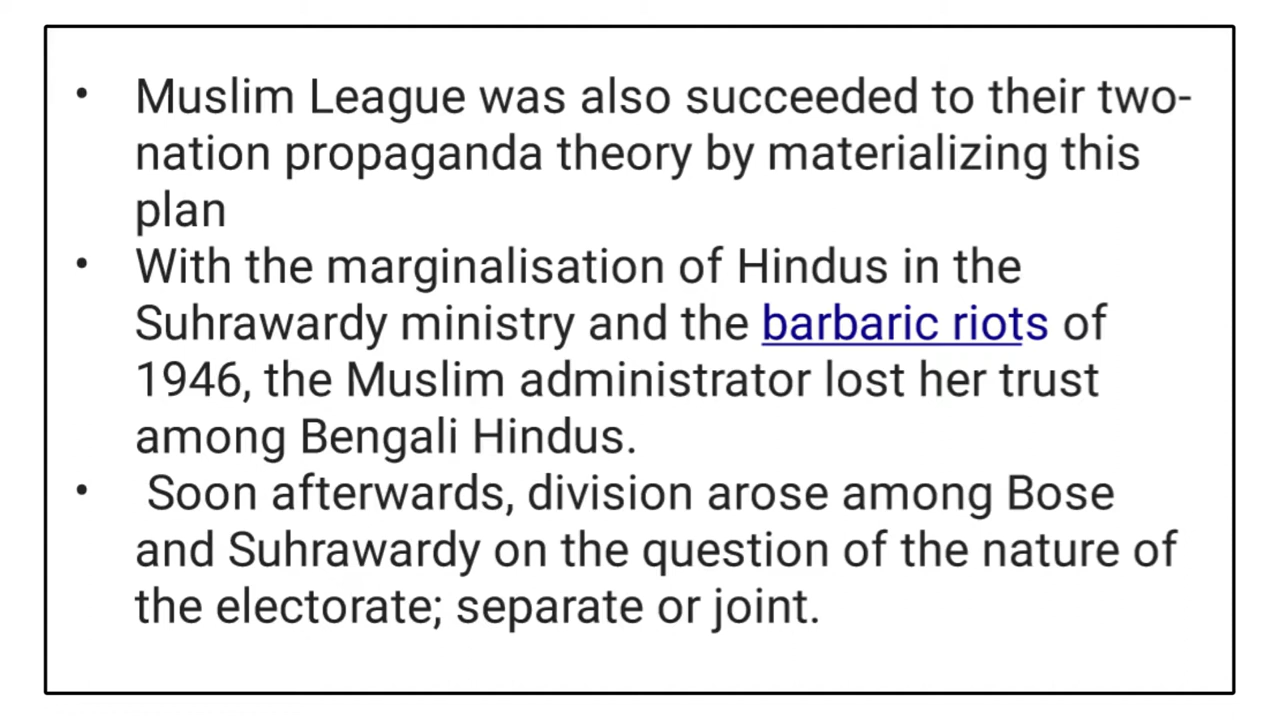 • Muslim League was also succeeded to their two-
nation propaganda theory by materializing this
plan
• With the marginalisation of Hindus in the
Suhrawardy ministry and the barbaric riots of
1946, the Muslim administrator lost her trust
among Bengali Hindus.
• Soon afterwards, division arose among Bose
and Suhrawardy on the question of the nature of
the electorate; separate or joint.